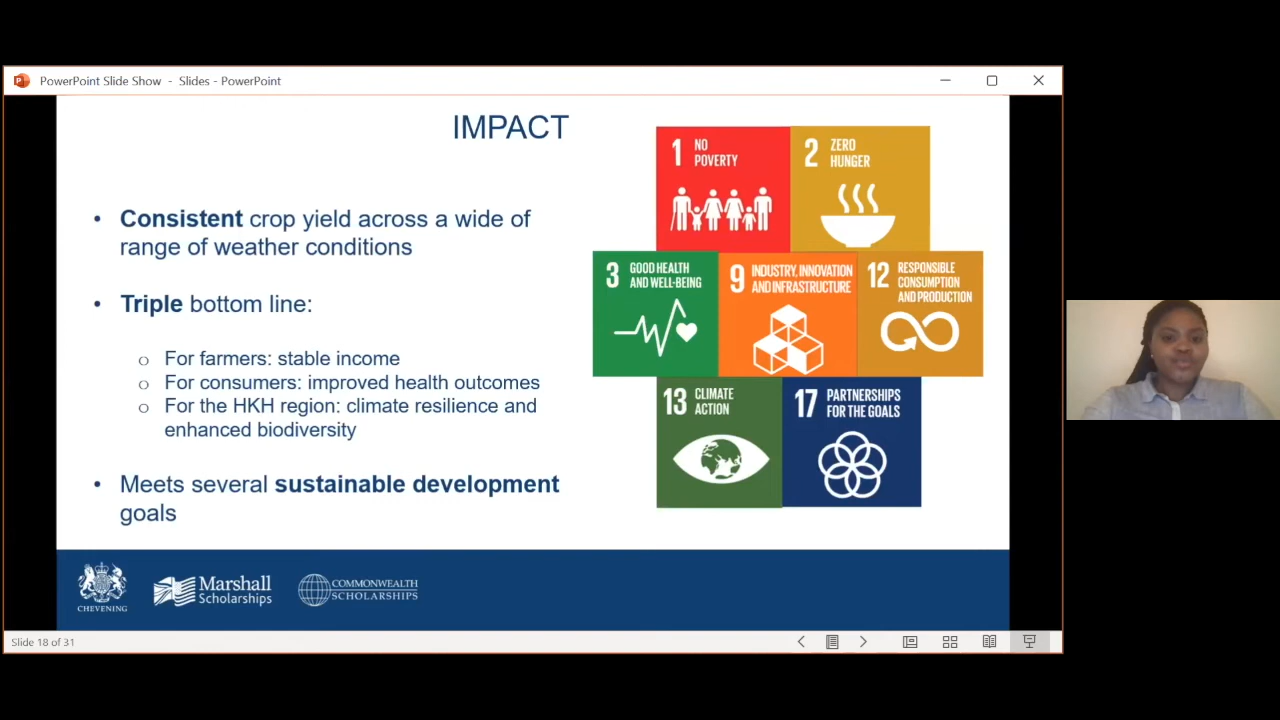 PowerPoint Slide Show - Slides - PowerPoint
IMPACT
• Consistent crop yield across a wide of
range of weather conditions
• Triple bottom line:
o For farmers: stable income
o For consumers: improved health outcomes
o For the HKH region: climate resilience and
enhanced biodiversity
• Meets several sustainable development
goals
1 NO
POVERTY
2 ZERO
HUNGER
3 GOOD HEALTH
AND WELL-BEING
9 INDUSTRY, INNOVATION
AND INFRASTRUCTURE
12 RESPONSIBLE
CONSUMPTION
AND PRODUCTION
13 CLIMATE
ACTION
17 PARTNERSHIPS
FOR THE GOALS
CHEVENING
Marshall
Scholarships
COMMONWEALTH
SCHOLARSHIPS
Slide 18 of 31